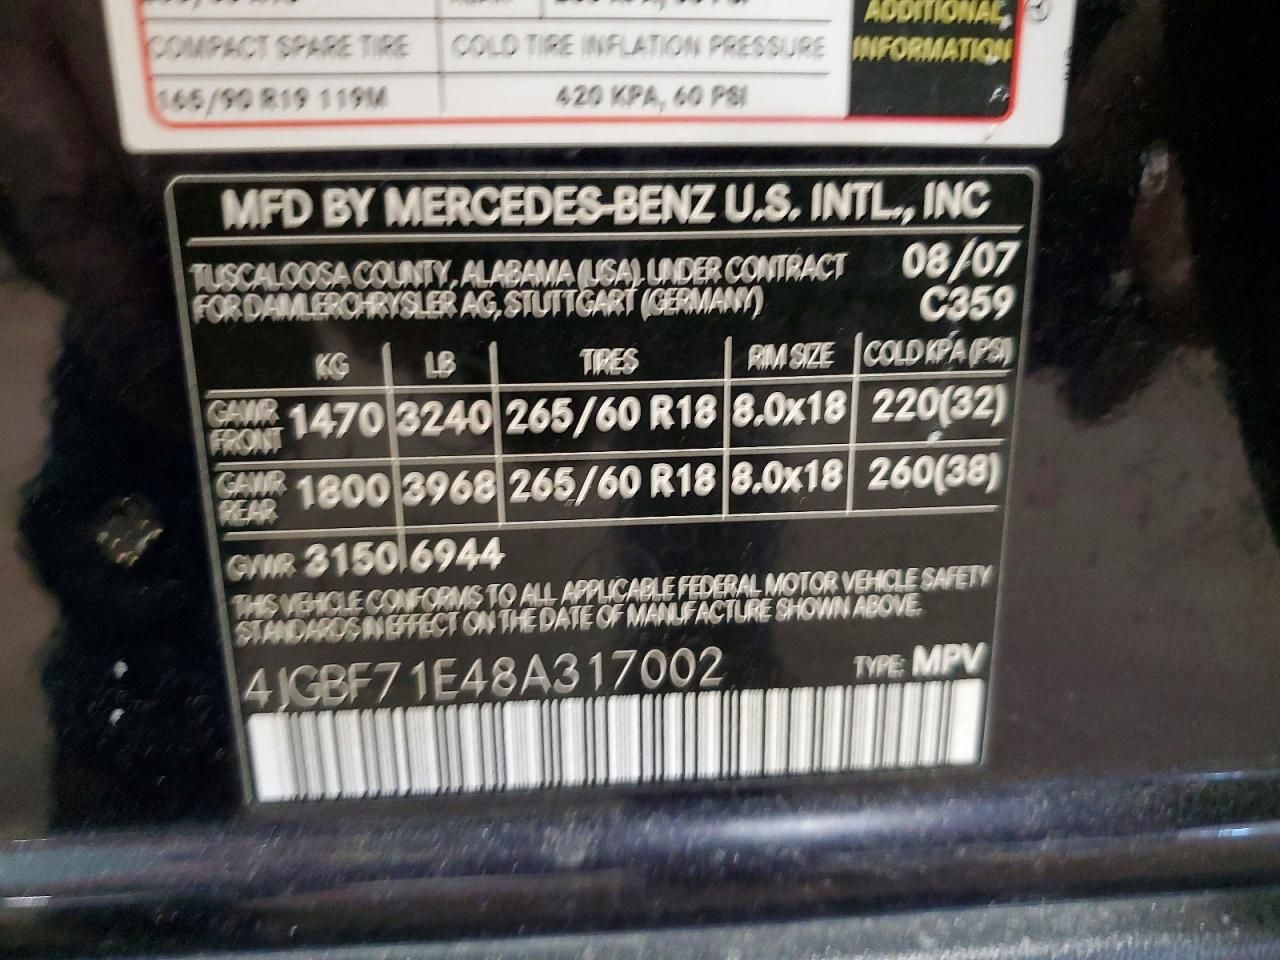 ADDITIONAL
COMPACT SPARE TIRE COLD TIRE INFLATION PRESSURE INFORMATION
165/90 R19 119M 420 KPA, 60 PSI
MFD BY MERCEDES-BENZ U.S. INTL., INC
TUSCALOOSA COUNTY, ALABAMA (USA). UNDER CONTRACT 08/07
FOR DAIMLERCHRYSLER AG, STUTTGART (GERMANY) C359
KG LB TIRES RIM SIZE COLD KPA (PSI)
GAWR FRONT 1470 3240 265/60 R18 8.0x18 220(32)
GAWR REAR 1800 3968 265/60 R18 8.0x18 260(38)
GVWR 3150 6944
THIS VEHICLE CONFORMS TO ALL APPLICABLE FEDERAL MOTOR VEHICLE SAFETY
STANDARDS IN EFFECT ON THE DATE OF MANUFACTURE SHOWN ABOVE.
4JGBF71E48A317002 TYPE: MPV